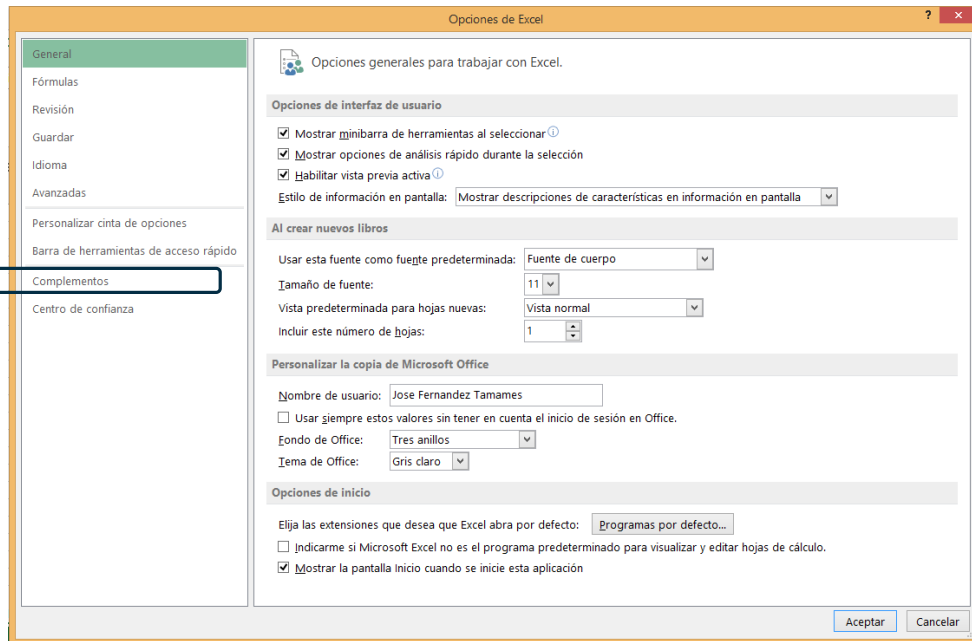 Opciones de Excel
? ×
General
Fórmulas
Revisión
Guardar
Idioma
Avanzadas
Personalizar cinta de opciones
Barra de herramientas de acceso rápido
Complementos
Centro de confianza
Opciones generales para trabajar con Excel.
Opciones de interfaz de usuario
Mostrar minibarra de herramientas al seleccionar
Mostrar opciones de análisis rápido durante la selección
Habilitar vista previa activa
Estilo de información en pantalla: Mostrar descripciones de características en información en pantalla
Al crear nuevos libros
Usar esta fuente como fuente predeterminada: Fuente de cuerpo
Tamaño de fuente: 11
Vista predeterminada para hojas nuevas: Vista normal
Incluir este número de hojas: 1
Personalizar la copia de Microsoft Office
Nombre de usuario: Jose Fernandez Tamames
Usar siempre estos valores sin tener en cuenta el inicio de sesión en Office.
Fondo de Office: Tres anillos
Tema de Office: Gris claro
Opciones de inicio
Elija las extensiones que desea que Excel abra por defecto: Programas por defecto...
Indicarme si Microsoft Excel no es el programa predeterminado para visualizar y editar hojas de cálculo.
Mostrar la pantalla Inicio cuando se inicie esta aplicación
Aceptar Cancelar